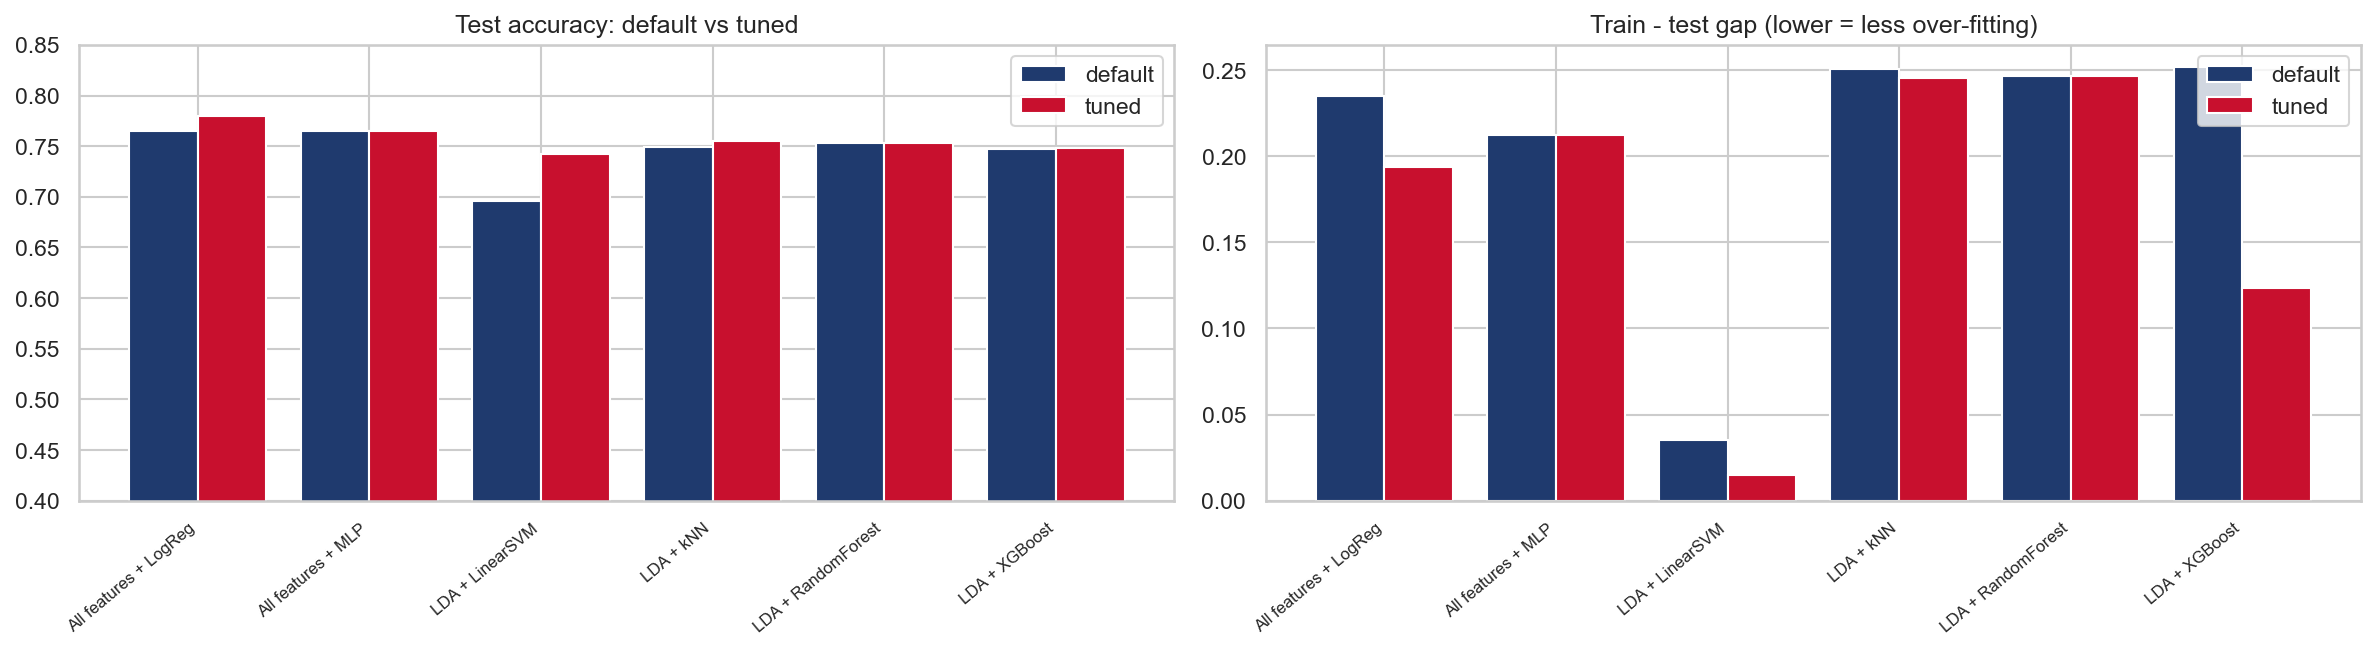 Test accuracy: default vs tuned
0.85
0.80
0.75
0.70
0.65
0.60
0.55
0.50
0.45
0.40
default
tuned
All features + LogReg
All features + MLP
LDA + LinearSVM
LDA + kNN
LDA + RandomForest
LDA + XGBoost
Train - test gap (lower = less over-fitting)
0.25
0.20
0.15
0.10
0.05
0.00
default
tuned
All features + LogReg
All features + MLP
LDA + LinearSVM
LDA + kNN
LDA + RandomForest
LDA + XGBoost